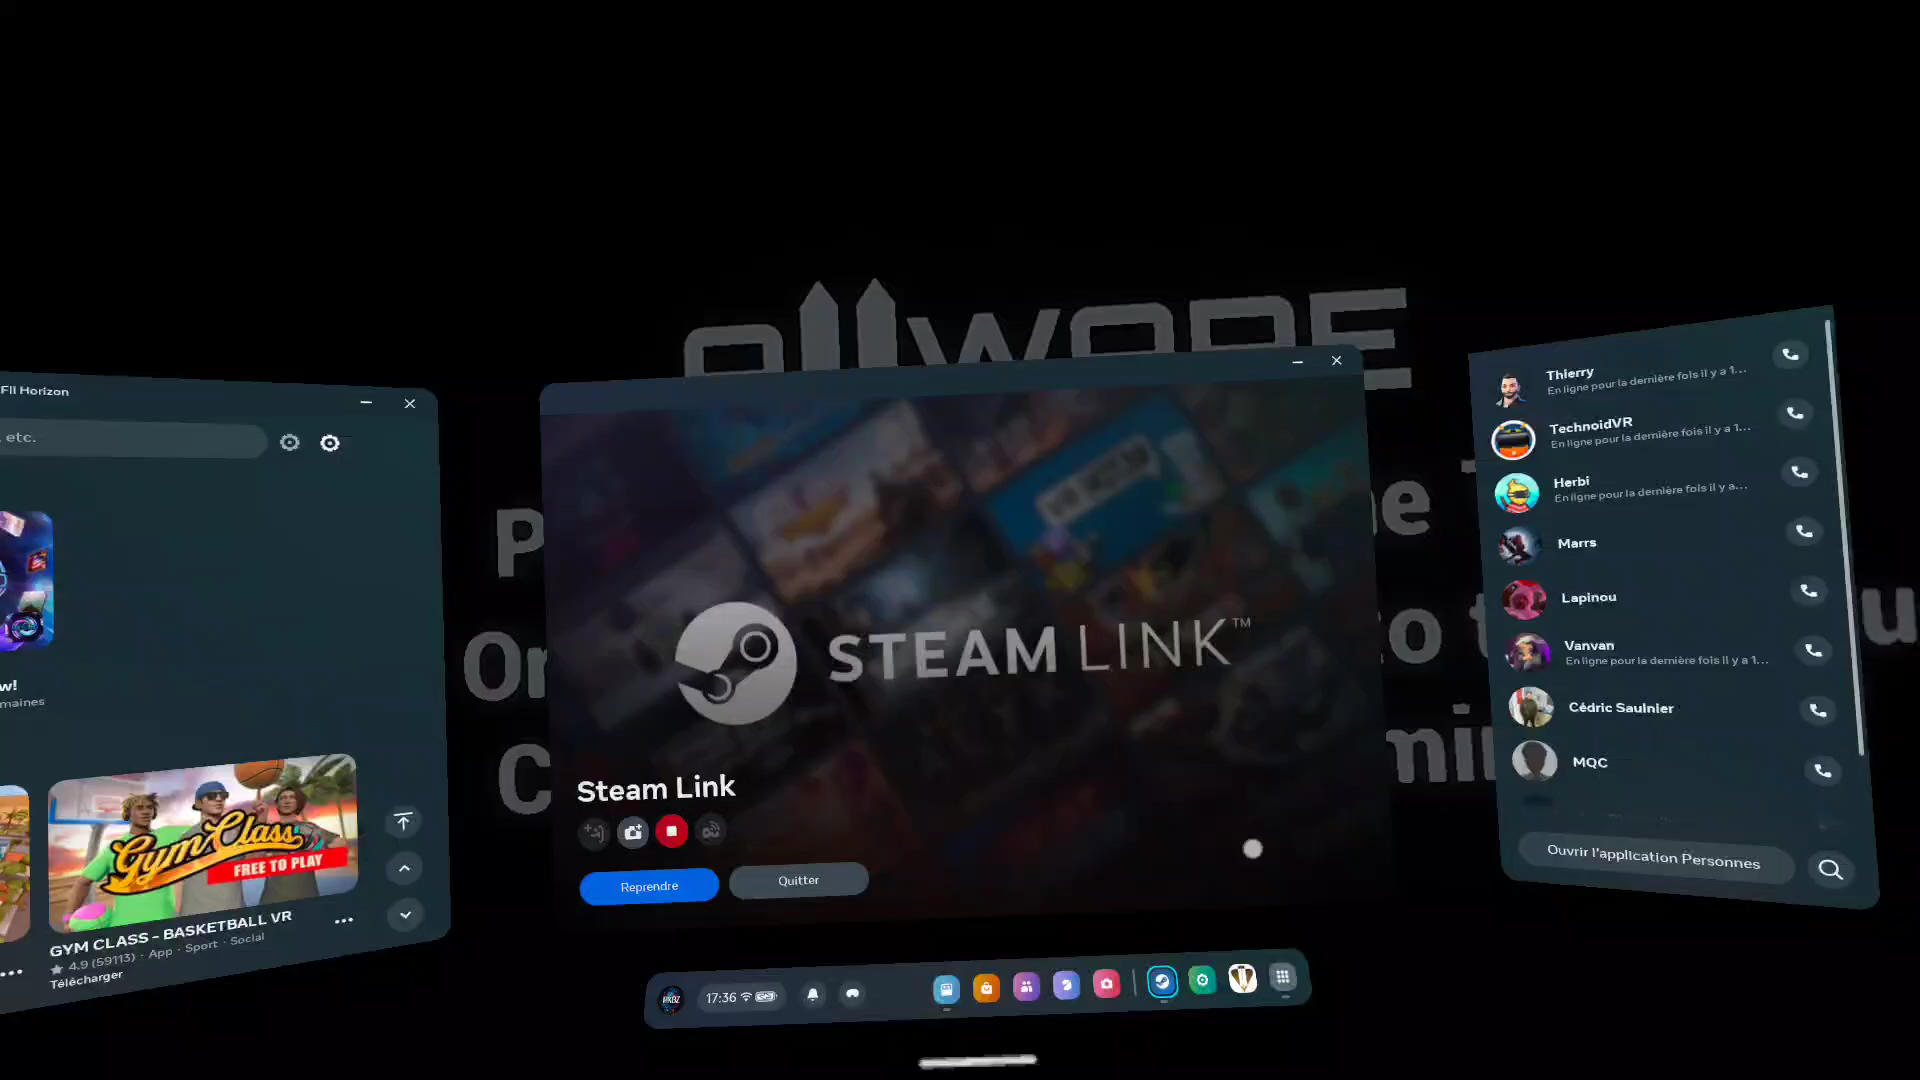 Fil Horizon
, etc.
w!
maines
Gym Class
FREE TO PLAY
GYM CLASS - BASKETBALL VR
4.9 (59113) · App · Sport · Social
Télécharger
STEAM LINK™
Steam Link
Reprendre
Quitter
17:36
Thierry
En ligne pour la dernière fois il y a 1...
TechnoidVR
En ligne pour la dernière fois il y a 1...
Herbi
En ligne pour la dernière fois il y a...
Marrs
Lapinou
Vanvan
En ligne pour la dernière fois il y a 1...
Cédric Saulnier
MQC
Ouvrir l'application Personnes